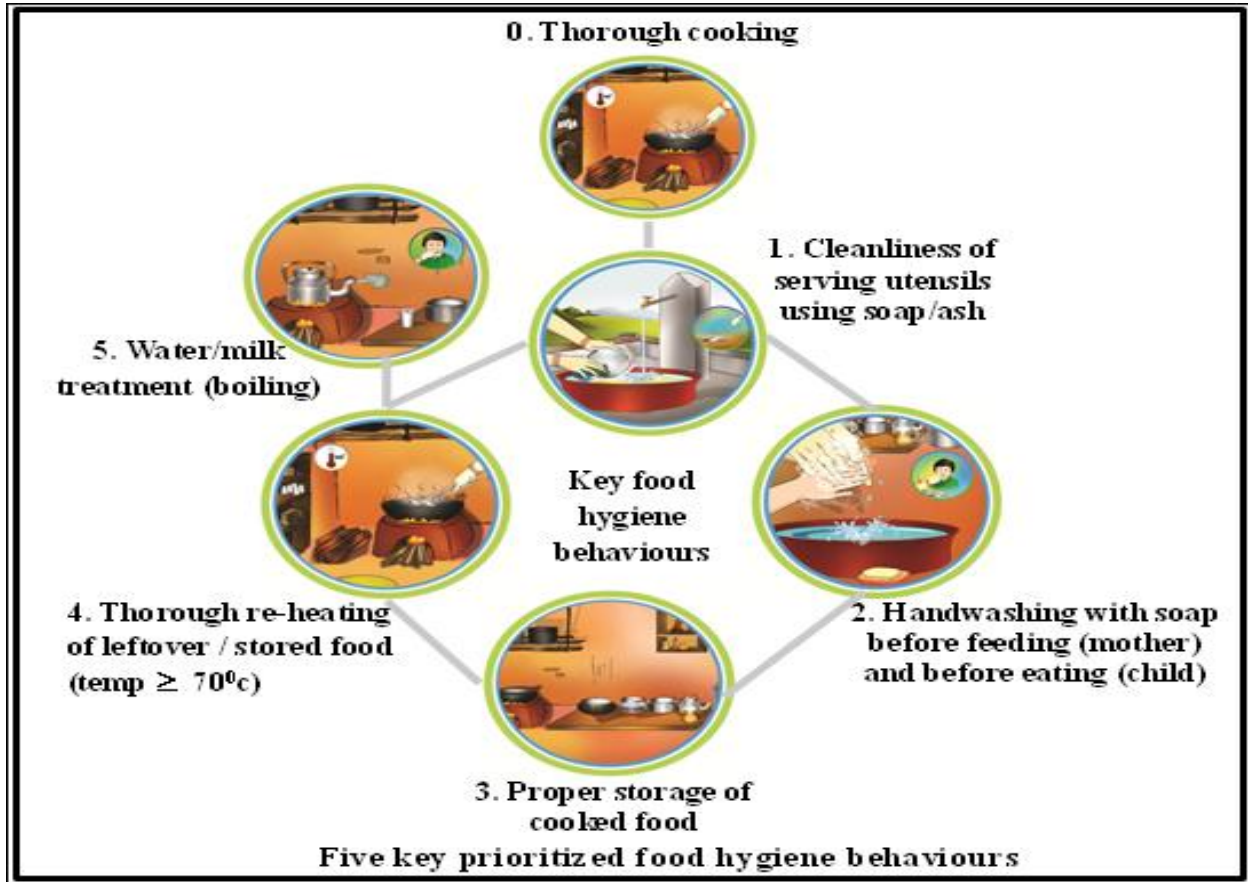 0. Thorough cooking
1. Cleanliness of
serving utensils
using soap/ash
5. Water/milk
treatment (boiling)
Key food
hygiene
behaviours
4. Thorough re-heating
of leftover / stored food
(temp ≥ 70⁰c)
2. Handwashing with soap
before feeding (mother)
and before eating (child)
3. Proper storage of
cooked food
Five key prioritized food hygiene behaviours